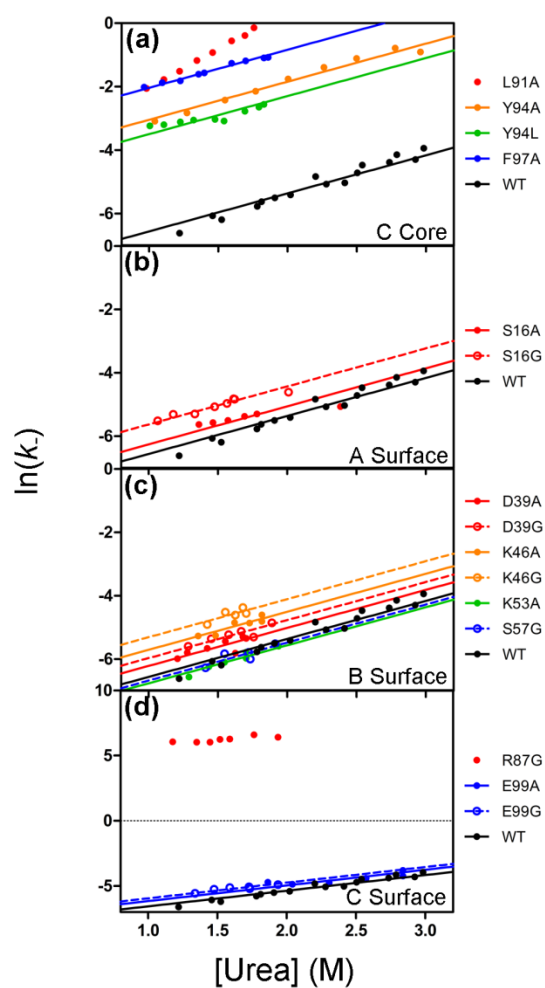 0
(a)
-2
-4
-6
C Core
L91A
Y94A
Y94L
F97A
WT
0
(b)
-2
-4
-6
A Surface
S16A
S16G
WT
0
(c)
-2
-4
-6
B Surface
D39A
D39G
K46A
K46G
K53A
S57G
WT
10
(d)
5
0
-5
C Surface
R87G
E99A
E99G
WT
1.0 1.5 2.0 2.5 3.0
[Urea] (M)
ln(k-)